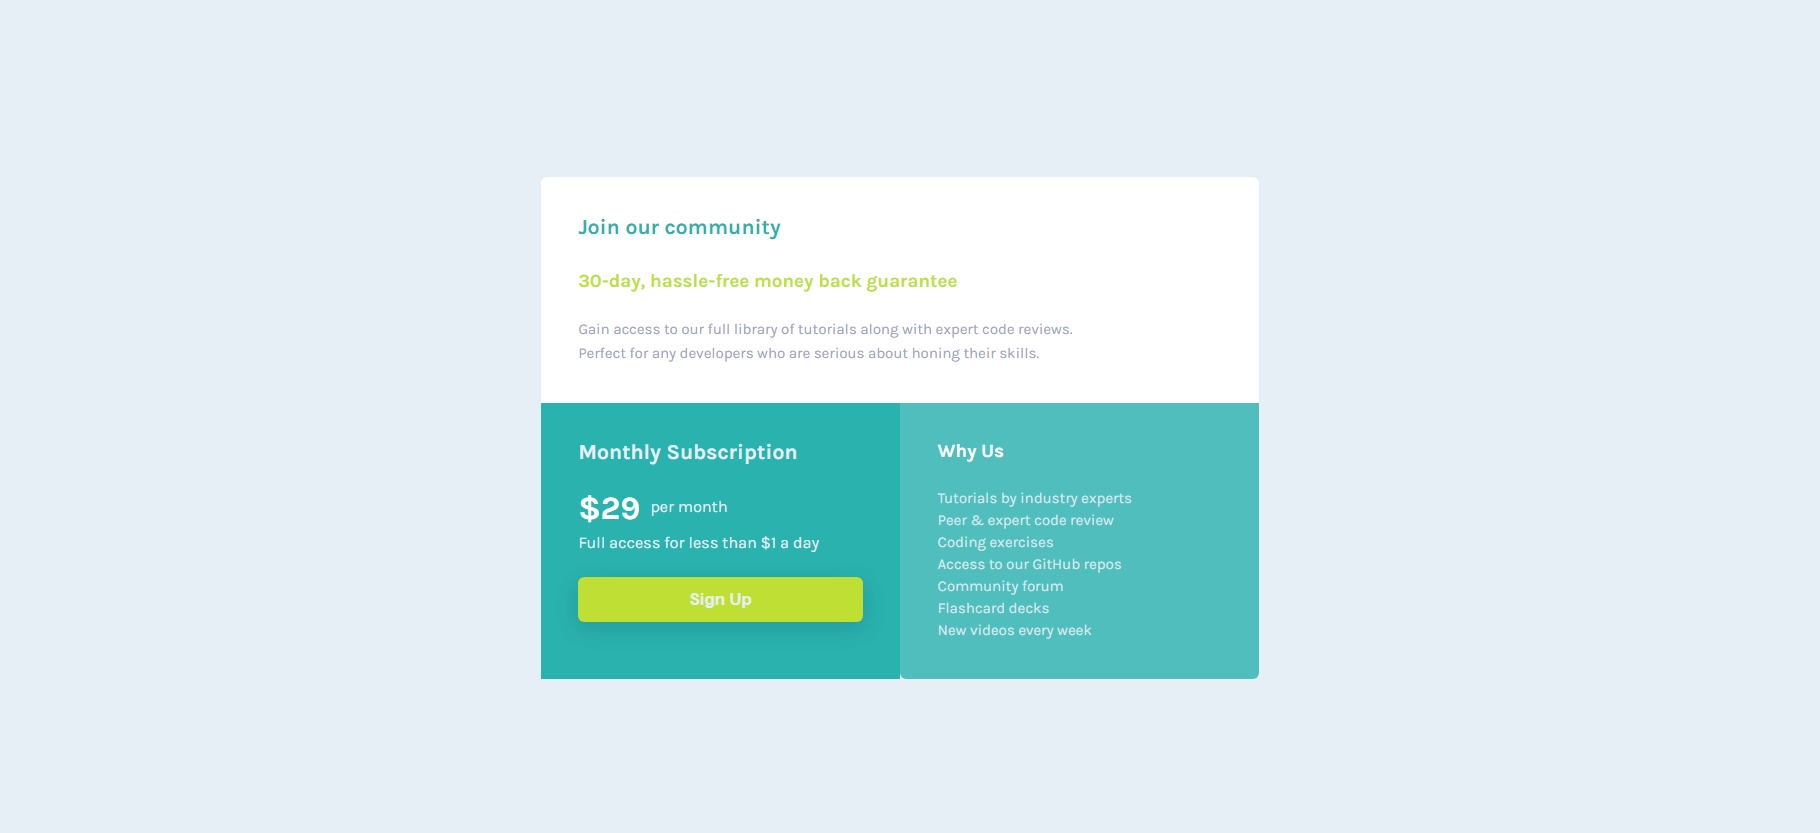 Join our community
30-day, hassle-free money back guarantee
Gain access to our full library of tutorials along with expert code reviews.
Perfect for any developers who are serious about honing their skills.
Monthly Subscription
$29 per month
Full access for less than $1 a day
Sign Up
Why Us
Tutorials by industry experts
Peer & expert code review
Coding exercises
Access to our GitHub repos
Community forum
Flashcard decks
New videos every week